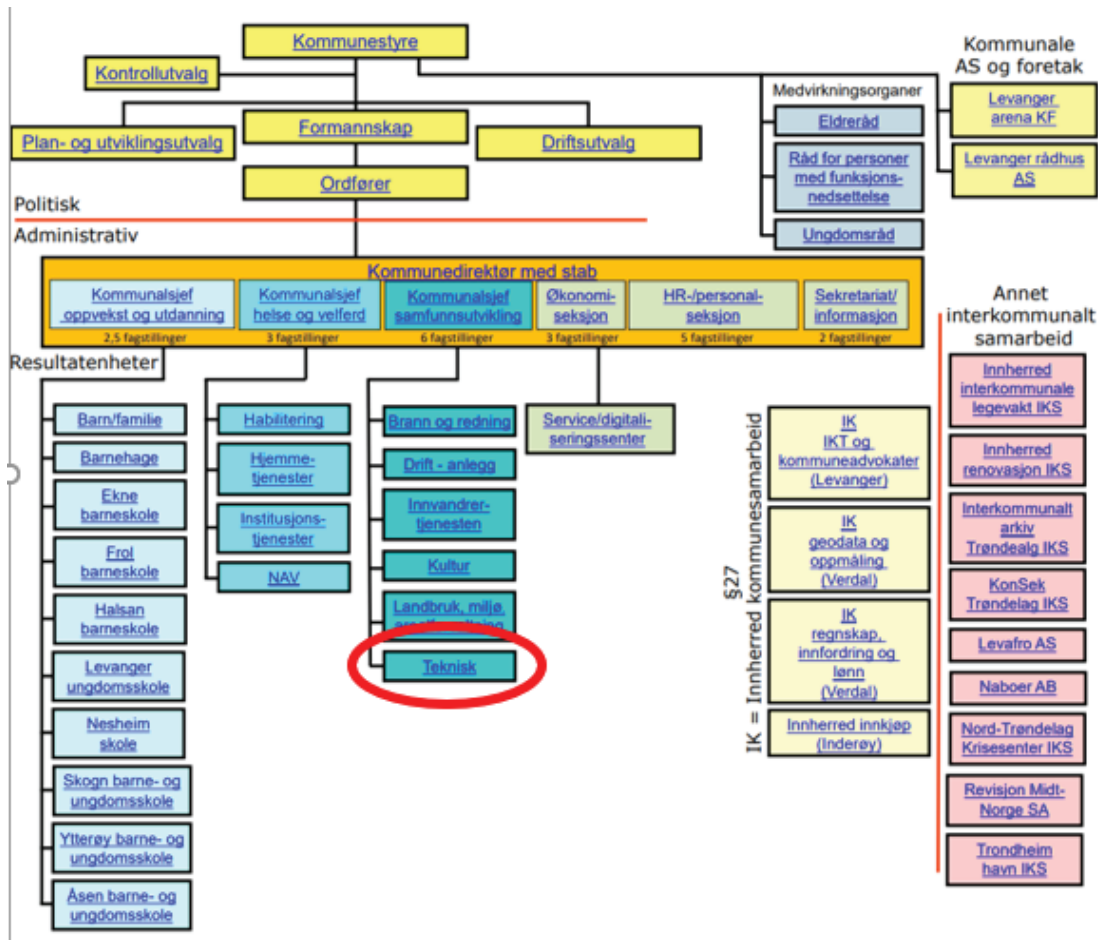 Kommunestyre
Kontrollutvalg
Plan- og utviklingsutvalg
Formannskap
Driftsutvalg
Ordfører
Politisk
Administrativ
Medvirkningsorganer
Eldreråd
Råd for personer
med funksjons-
nedsettelse
Ungdomsråd
Kommunale
AS og foretak
Levanger
arena KF
Levanger rådhus
AS
Kommunedirektør med stab
Kommunalsjef
oppvekst og utdanning
2,5 fagstillinger
Kommunalsjef
helse og velferd
3 fagstillinger
Kommunalsjef
samfunnsutvikling
6 fagstillinger
Økonomi-
seksjon
3 fagstillinger
HR-/personal-
seksjon
5 fagstillinger
Sekretariat/
informasjon
2 fagstillinger
Resultatenheter
Barn/familie
Barnehage
Ekne
barneskole
Frol
barneskole
Halsan
barneskole
Levanger
ungdomsskole
Nesheim
skole
Skogn barne- og
ungdomsskole
Ytterøy barne- og
ungdomsskole
Åsen barne- og
ungdomsskole
Habilitering
Hjemme-
tjenester
Institusjons-
tjenester
NAV
Brann og redning
Drift - anlegg
Innvandrer-
tjenesten
Kultur
Landbruk, miljø,
Teknisk
Service/digitali-
seringssenter
§27
IK = Innherred kommunesamarbeid
IK
IKT og
kommuneadvokater
(Levanger)
IK
geodata og
oppmåling
(Verdal)
IK
regnskap,
innfordring og
lønn
(Verdal)
Innherred innkjøp
(Inderøy)
Annet
interkommunalt
samarbeid
Innherred
interkommunale
legevakt IKS
Innherred
renovasjon IKS
Interkommunalt
arkiv
Trøndealg IKS
KonSek
Trøndelag IKS
Levafro AS
Naboer AB
Nord-Trøndelag
Krisesenter IKS
Revisjon Midt-
Norge SA
Trondheim
havn IKS